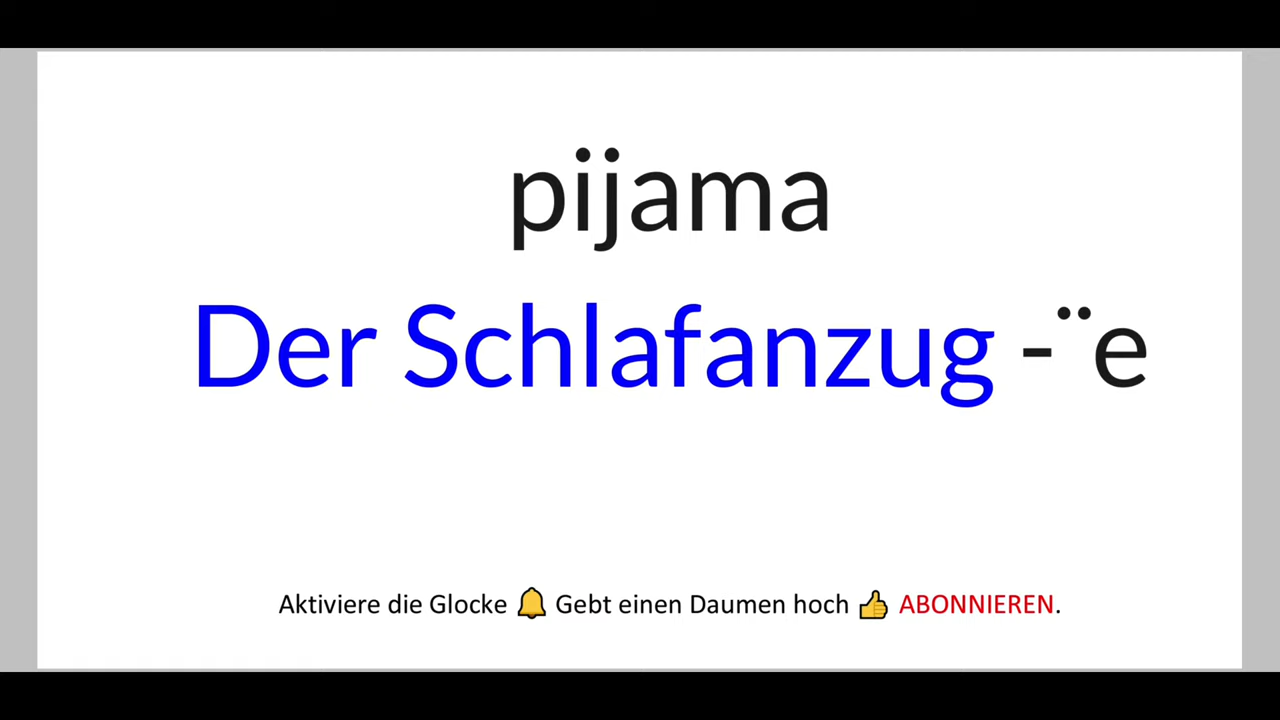 pijama
Der Schlafanzug -¨e
Aktiviere die Glocke 🔔 Gebt einen Daumen hoch 👍 ABONNIEREN.